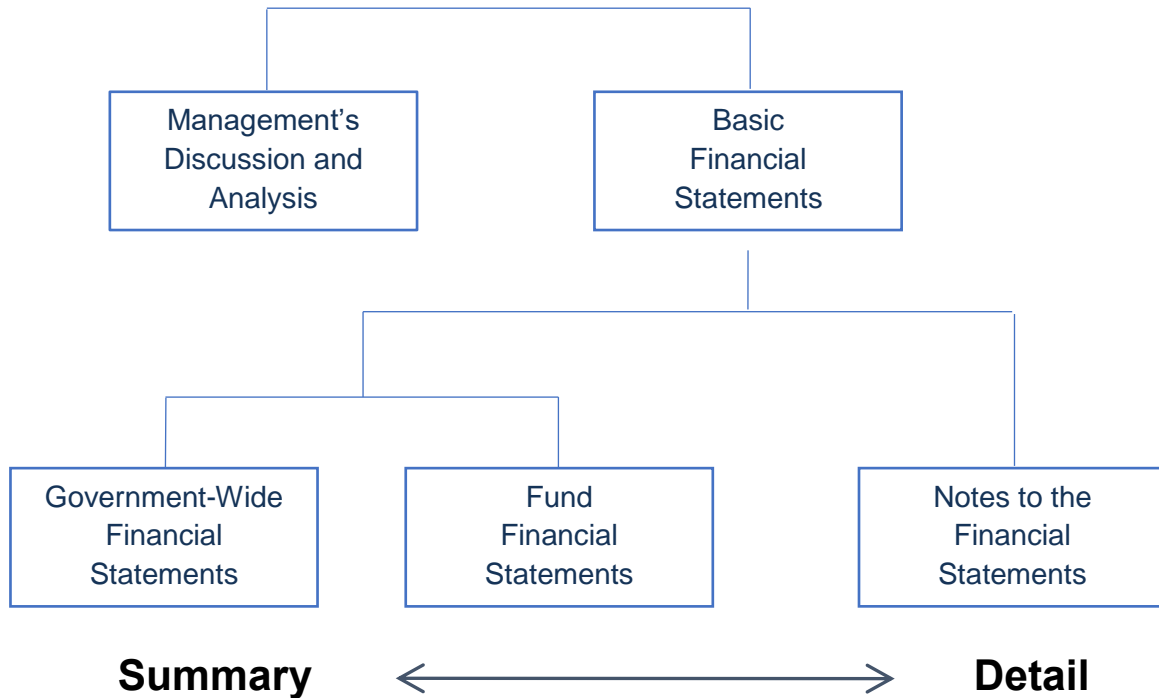 Management’s
Discussion and
Analysis
Basic
Financial
Statements
Government-Wide
Financial
Statements
Fund
Financial
Statements
Notes to the
Financial
Statements
Summary
Detail